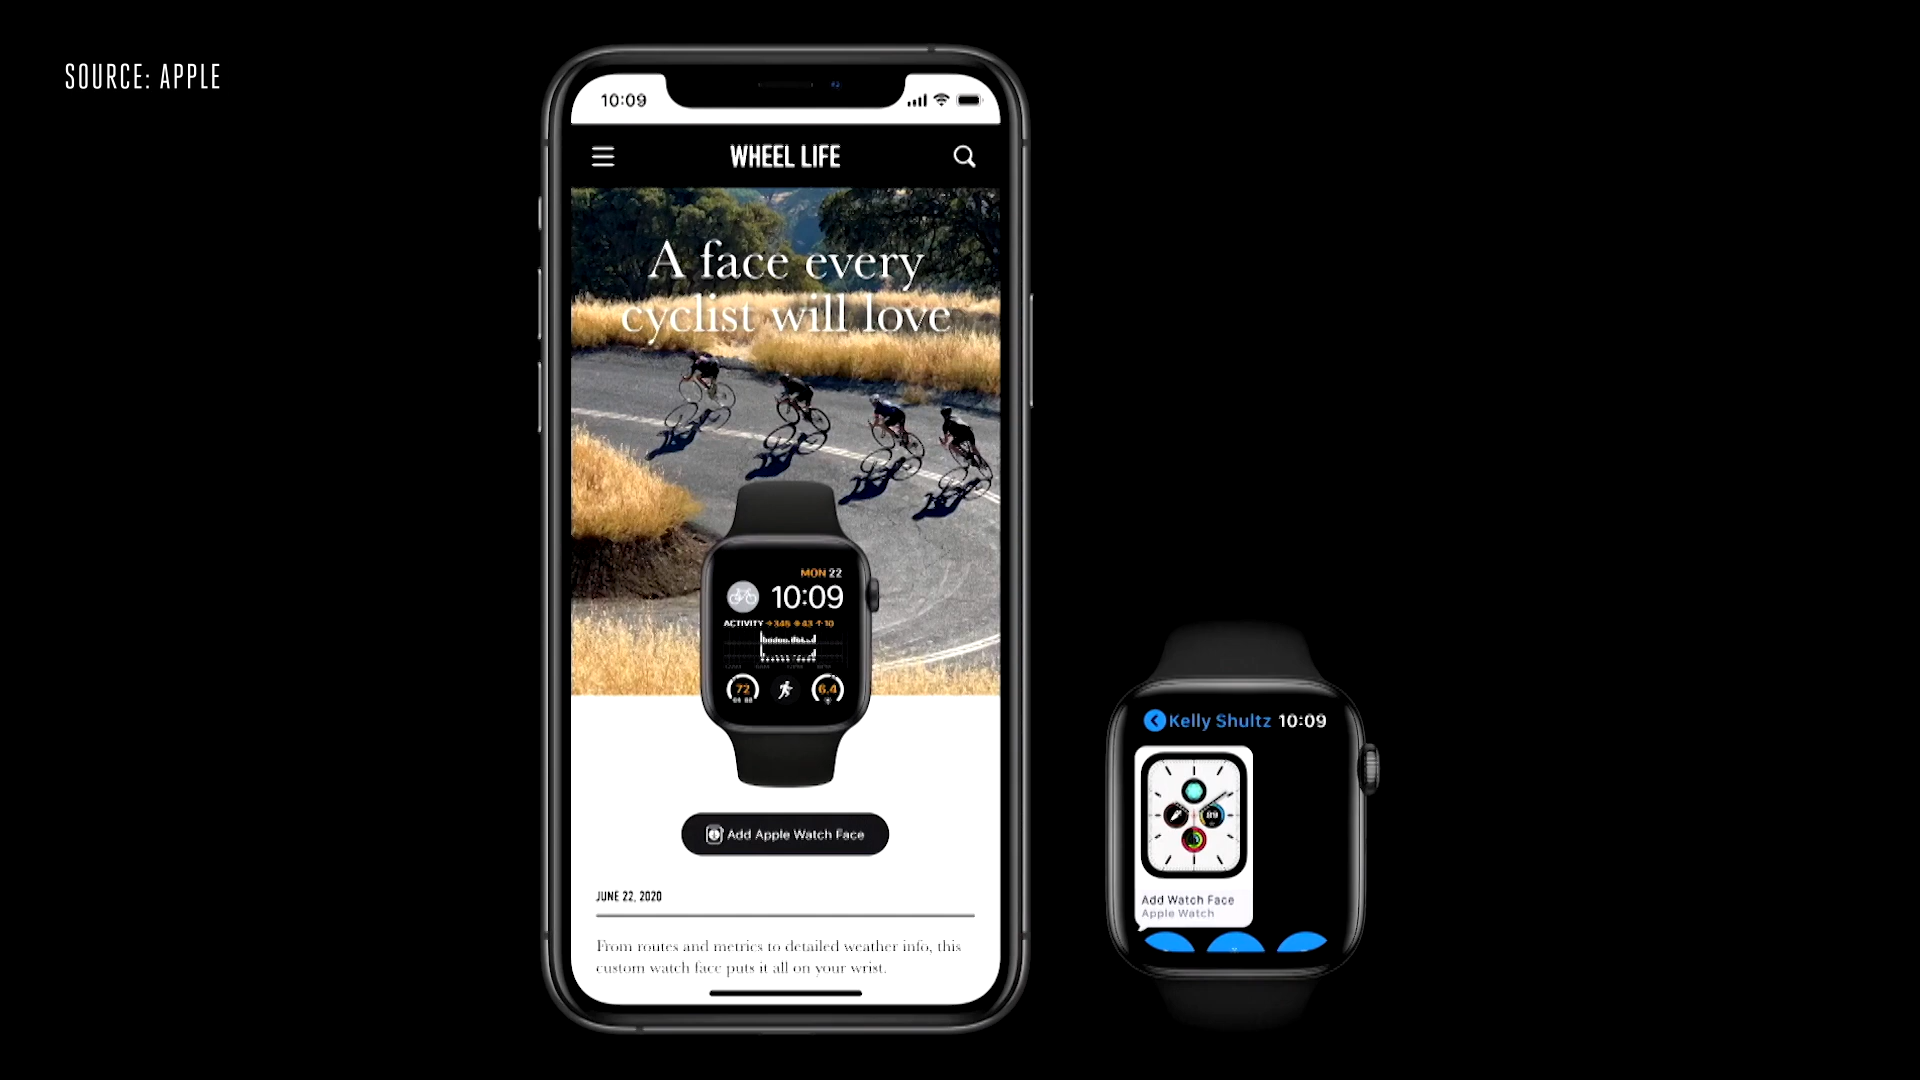 SOURCE: APPLE
10:09
WHEEL LIFE
A face every
cyclist will love
MON 22
10:09
ACTIVITY
72
6.4
Add Apple Watch Face
JUNE 22, 2020
From routes and metrics to detailed weather info, this
custom watch face puts it all on your wrist.
Kelly Shultz 10:09
89
Add Watch Face
Apple Watch